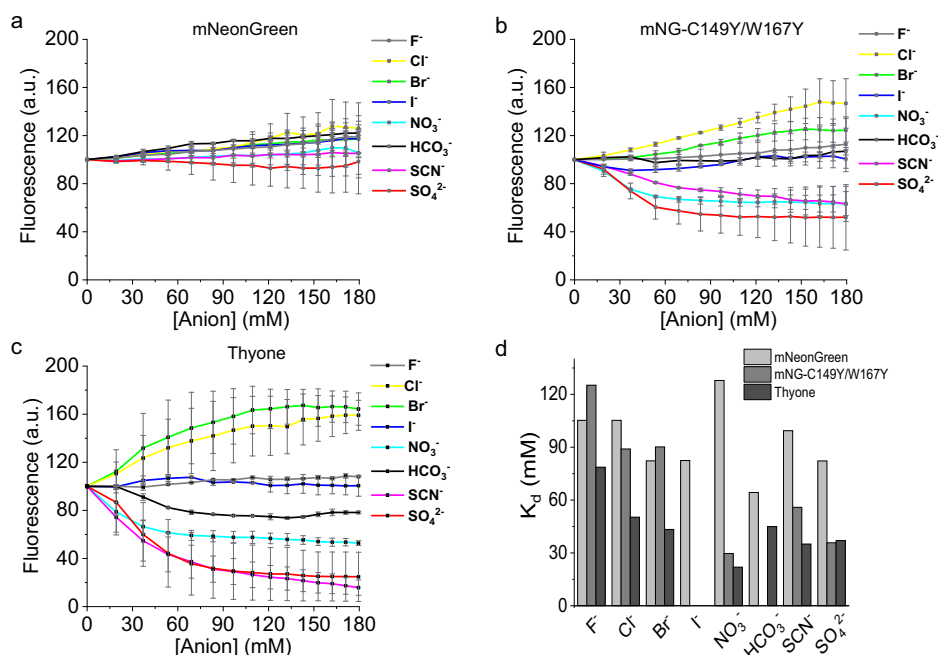 a
mNeonGreen
200
160
120
80
40
0
Fluorescence (a.u.)
0 30 60 90 120 150 180
[Anion] (mM)
F⁻
Cl⁻
Br⁻
I⁻
NO₃⁻
HCO₃⁻
SCN⁻
SO₄²⁻
b
mNG-C149Y/W167Y
200
160
120
80
40
0
Fluorescence (a.u.)
0 30 60 90 120 150 180
[Anion] (mM)
F⁻
Cl⁻
Br⁻
I⁻
NO₃⁻
HCO₃⁻
SCN⁻
SO₄²⁻
c
Thyone
200
160
120
80
40
0
Fluorescence (a.u.)
0 30 60 90 120 150 180
[Anion] (mM)
F⁻
Cl⁻
Br⁻
I⁻
NO₃⁻
HCO₃⁻
SCN⁻
SO₄²⁻
d
mNeonGreen
mNG-C149Y/W167Y
Thyone
120
90
60
30
0
K_d (mM)
F⁻ Cl⁻ Br⁻ I⁻ NO₃⁻ HCO₃⁻ SCN⁻ SO₄²⁻